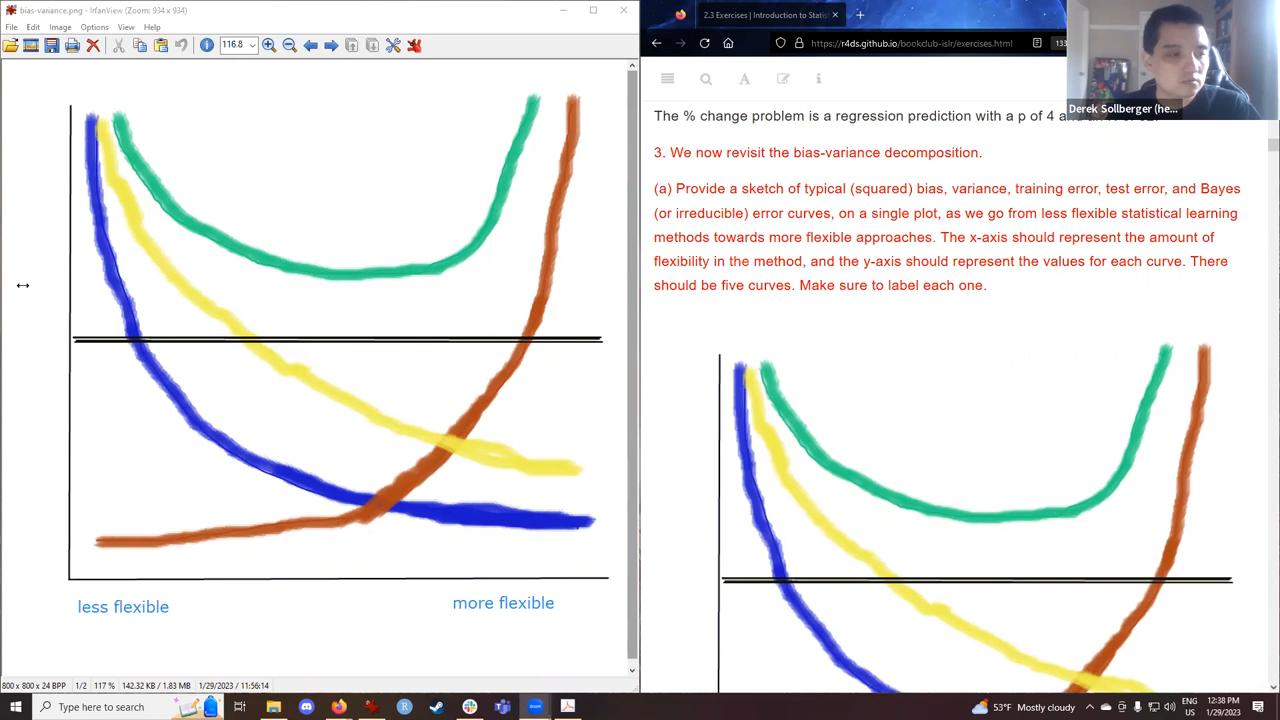 bias-variance.png - IrfanView (Zoom: 934 x 934)
File Edit Image Options View Help
116.8
less flexible
more flexible
800 x 800 x 24 BPP 1/2 117 % 142.32 KB / 1.83 MB 1/29/2023 / 11:56:14
2.3 Exercises | Introduction to Statis
https://r4ds.github.io/bookclub-islr/exercises.html
133
Derek Sollberger (he...
The % change problem is a regression prediction with a p of 4 and
3. We now revisit the bias-variance decomposition.
(a) Provide a sketch of typical (squared) bias, variance, training error, test error, and Bayes
(or irreducible) error curves, on a single plot, as we go from less flexible statistical learning
methods towards more flexible approaches. The x-axis should represent the amount of
flexibility in the method, and the y-axis should represent the values for each curve. There
should be five curves. Make sure to label each one.
Type here to search
53°F Mostly cloudy
ENG
US
12:38 PM
1/29/2023